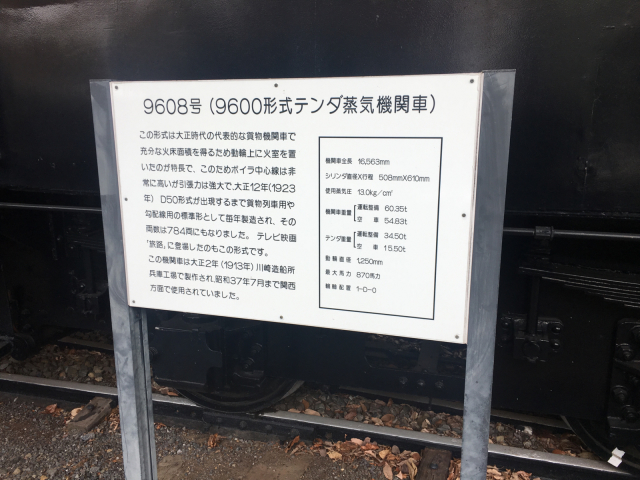 9608号（9600形式テンダ蒸気機関車）
この形式は大正時代の代表的な貨物機関車で
充分な火床面積を得るため動輪上に火室を置
いたのが特長で、このためボイラ中心線は非
常に高いが引張力は強大で、大正12年（1923
年） D50形式が出現するまで貨物列車用や
勾配線用の標準形として毎年製造され、その
両数は784両にもなりました。テレビ映画
"旅路"に登場したのもこの形式です。
この機関車は大正2年（1913年）川崎造船所
兵庫工場で製作され、昭和37年7月まで関西
方面で使用されていました。
機関車全長 16,563mm
シリンダ直径X行程 508mmX610mm
使用蒸気圧 13.0kg／cm²
機関車重量 運転整備 60.35t
空車 54.83t
テンダ重量 運転整備 34.50t
空車 15.50t
動輪直径 1,250mm
最大馬力 870馬力
輪軸配置 1-D-0